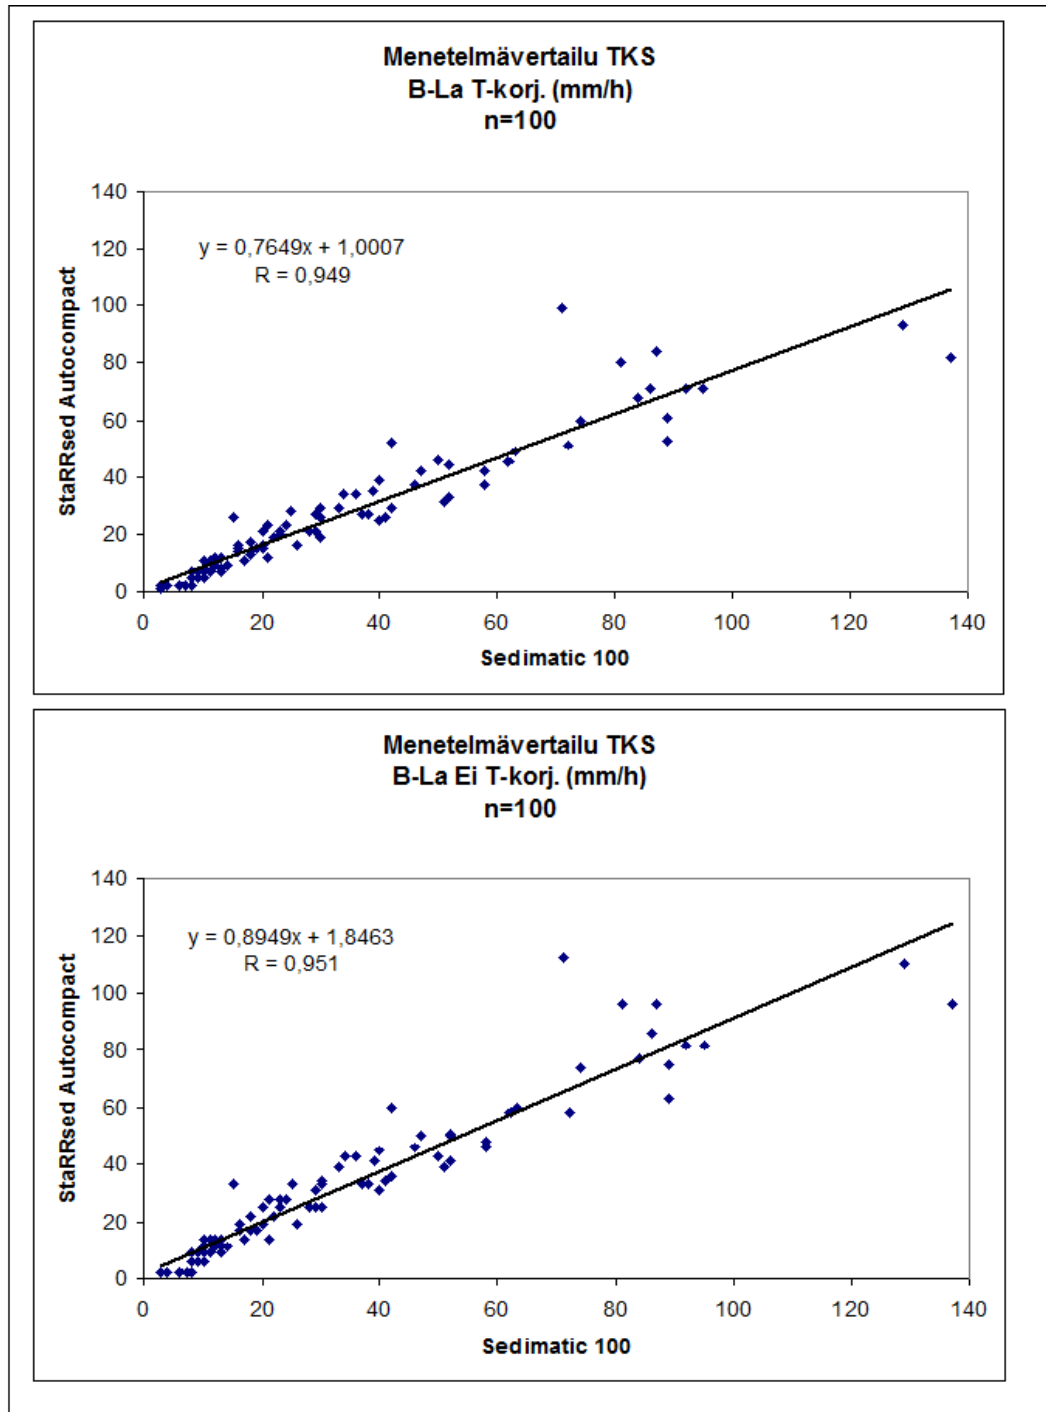 Menetelmävertailu TKS
B-La T-korj. (mm/h)
n=100
140
120
100
80
60
40
20
0
y = 0,7649x + 1,0007
R = 0,949
StaRRsed Autocompact
0 20 40 60 80 100 120 140
Sedimatic 100
Menetelmävertailu TKS
B-La Ei T-korj. (mm/h)
n=100
140
120
100
80
60
40
20
0
y = 0,8949x + 1,8463
R = 0,951
StaRRsed Autocompact
0 20 40 60 80 100 120 140
Sedimatic 100